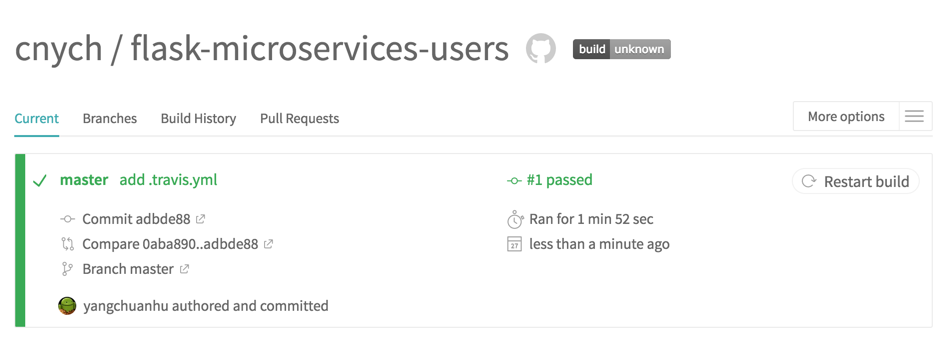 cnych / flask-microservices-users build unknown
Current Branches Build History Pull Requests More options
master add .travis.yml #1 passed Restart build
Commit adbde88 Ran for 1 min 52 sec
Compare 0aba890..adbde88 27 less than a minute ago
Branch master
yangchuanhu authored and committed